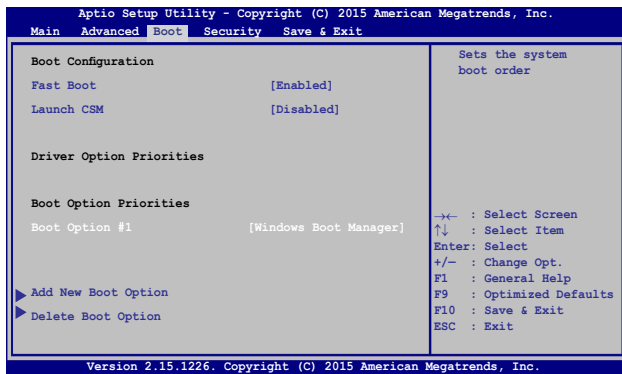 Aptio Setup Utility - Copyright (C) 2015 American Megatrends, Inc.
Main Advanced Boot Security Save & Exit
Boot Configuration
Fast Boot [Enabled]
Launch CSM [Disabled]
Driver Option Priorities
Boot Option Priorities
Boot Option #1 [Windows Boot Manager]
Add New Boot Option
Delete Boot Option
Sets the system
boot order
→← : Select Screen
↑↓ : Select Item
Enter: Select
+/— : Change Opt.
F1 : General Help
F9 : Optimized Defaults
F10 : Save & Exit
ESC : Exit
Version 2.15.1226. Copyright (C) 2015 American Megatrends, Inc.